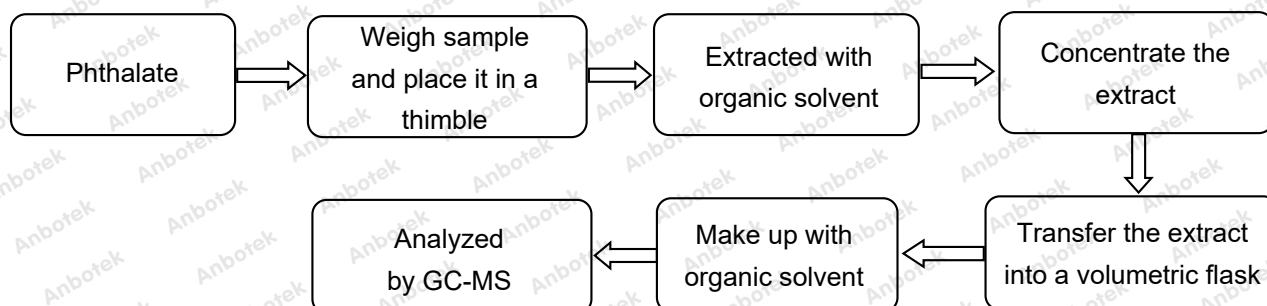 Phthalate
Weigh sample
and place it in a
thimble
Extracted with
organic solvent
Concentrate the
extract
Transfer the extract
into a volumetric flask
Make up with
organic solvent
Analyzed
by GC-MS
Anbotek